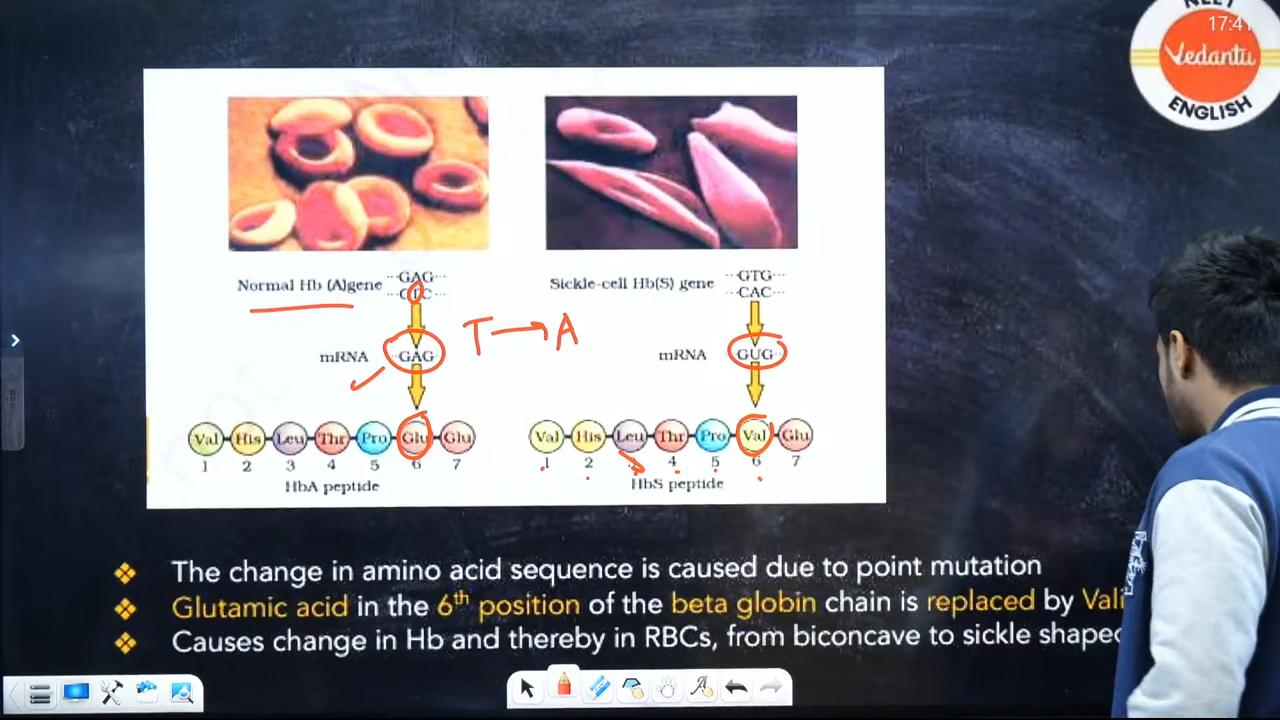 NEET
17:41
Vedantu
ENGLISH
Normal Hb (A)gene
··GAG··
··CTC··
Sickle-cell Hb(S) gene
··GTG··
··CAC··
T → A
mRNA
GAG
mRNA
GUG
Val His Leu Thr Pro Glu Glu
1 2 3 4 5 6 7
HbA peptide
Val His Leu Thr Pro Val Glu
1 2 3 4 5 6 7
HbS peptide
❖ The change in amino acid sequence is caused due to point mutation
❖ Glutamic acid in the 6th position of the beta globin chain is replaced by Vali
❖ Causes change in Hb and thereby in RBCs, from biconcave to sickle shaped